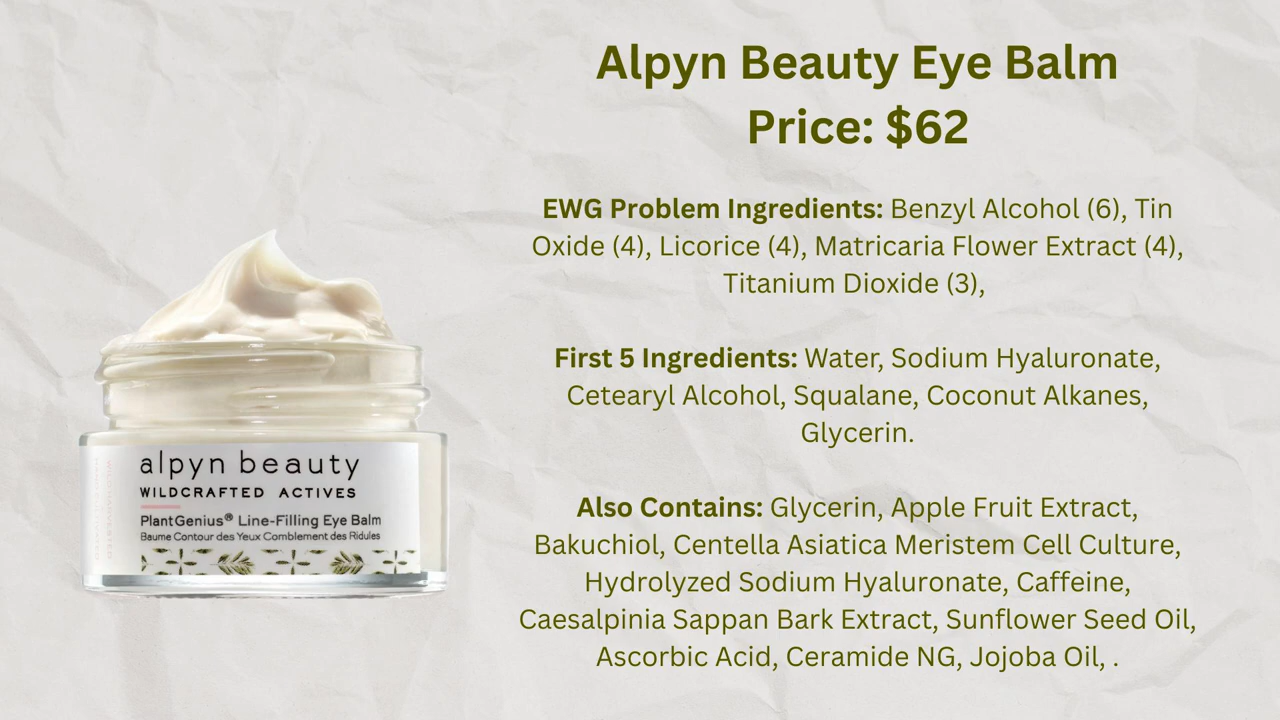 Alpyn Beauty Eye Balm
Price: $62
EWG Problem Ingredients: Benzyl Alcohol (6), Tin
Oxide (4), Licorice (4), Matricaria Flower Extract (4),
Titanium Dioxide (3),
First 5 Ingredients: Water, Sodium Hyaluronate,
Cetearyl Alcohol, Squalane, Coconut Alkanes,
Glycerin.
Also Contains: Glycerin, Apple Fruit Extract,
Bakuchiol, Centella Asiatica Meristem Cell Culture,
Hydrolyzed Sodium Hyaluronate, Caffeine,
Caesalpinia Sappan Bark Extract, Sunflower Seed Oil,
Ascorbic Acid, Ceramide NG, Jojoba Oil, .
alpyn beauty
WILDCRAFTED ACTIVES
PlantGenius® Line-Filling Eye Balm
Baume Contour des Yeux Comblement des Ridules